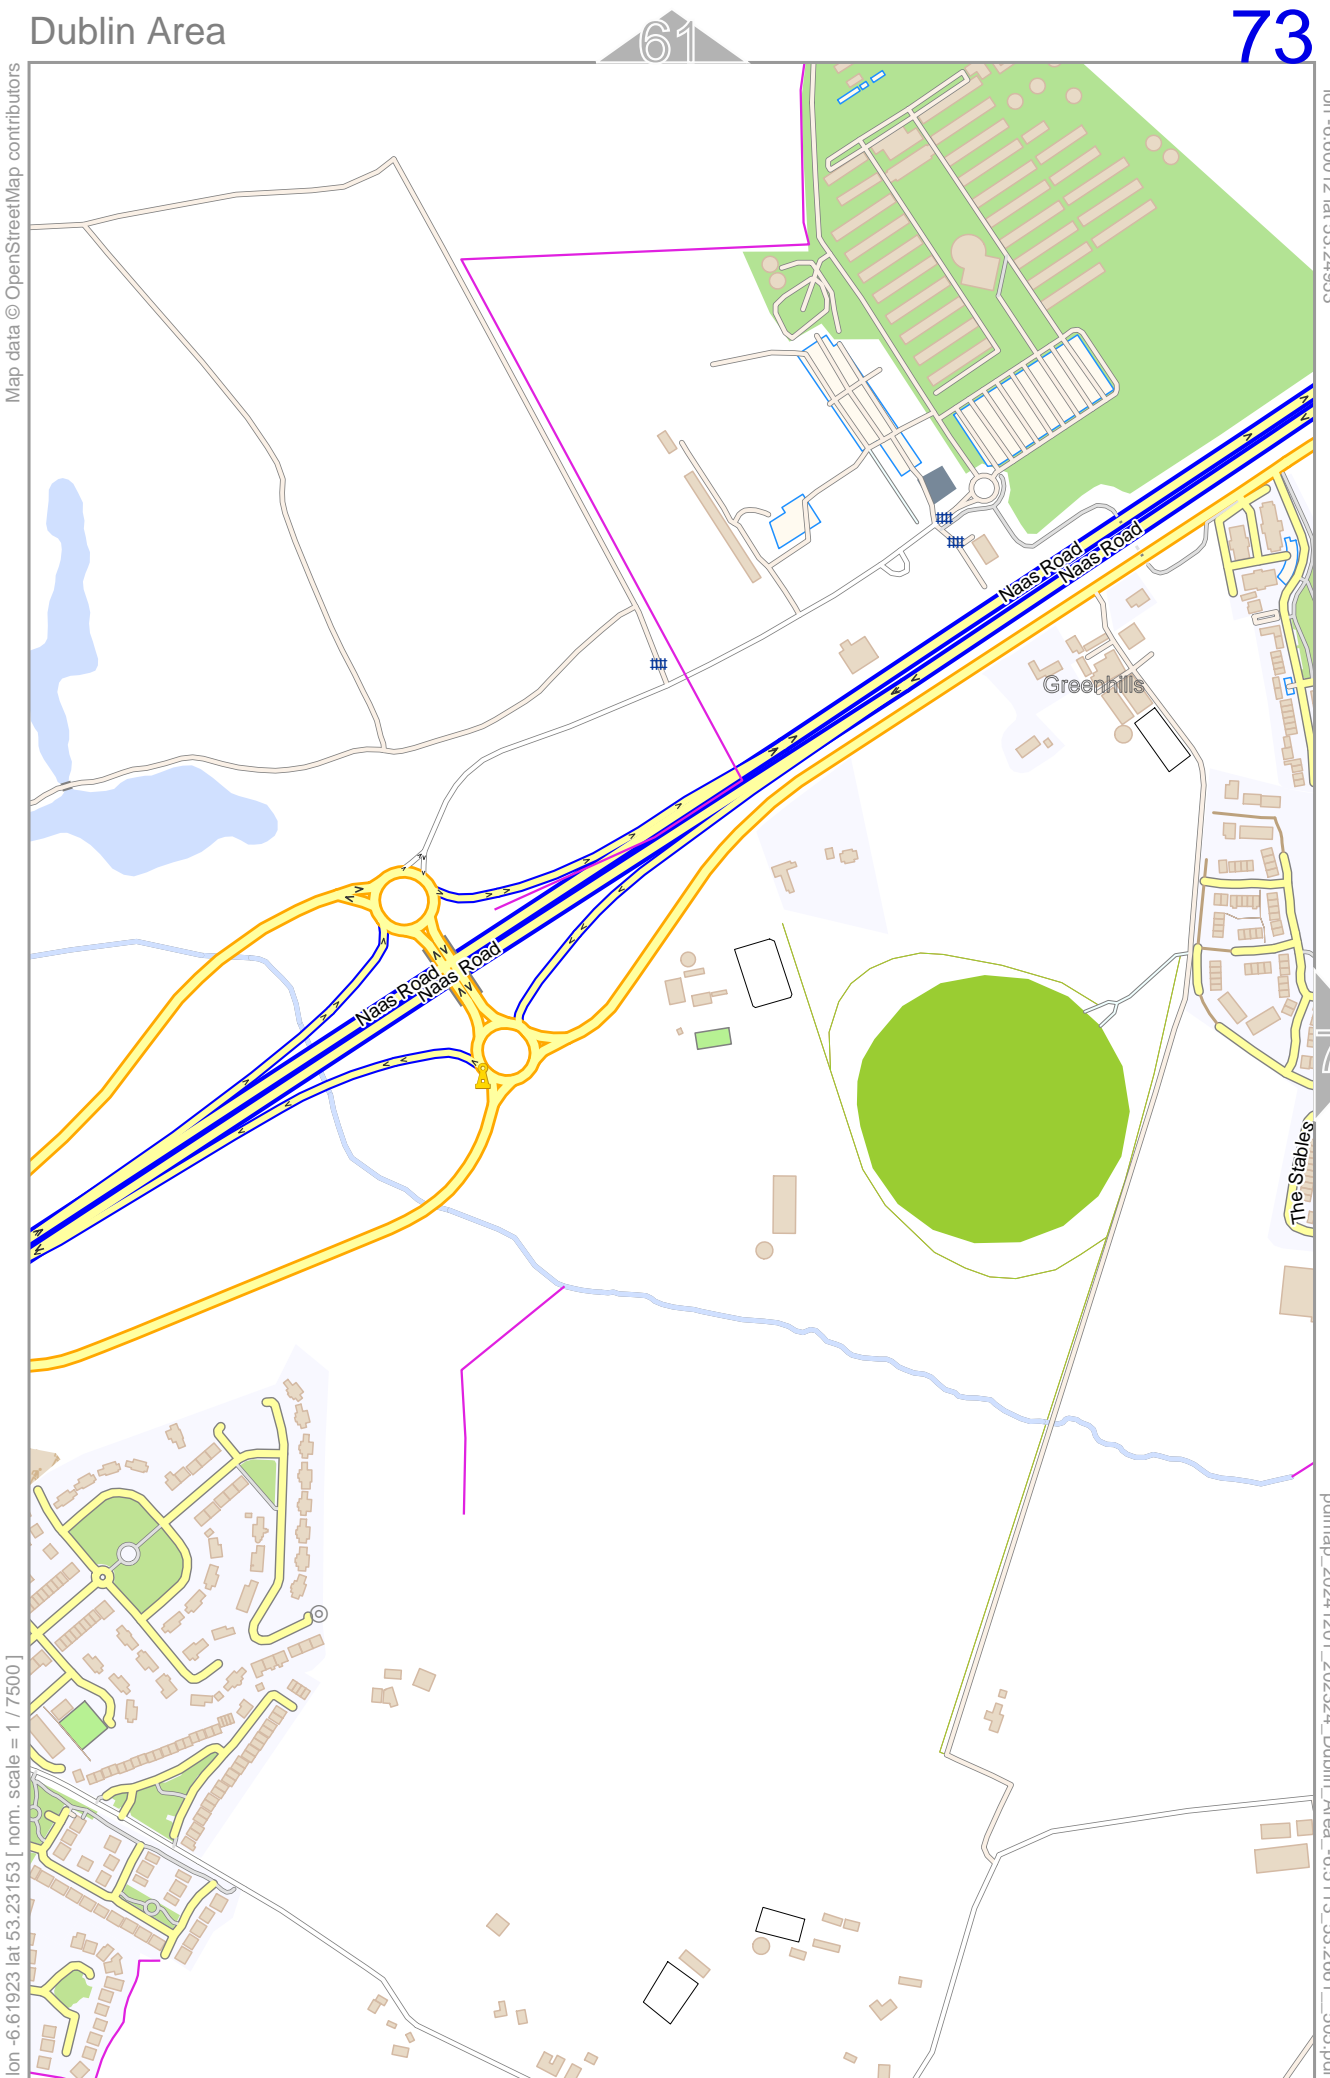 Dublin Area
61
73
Map data © OpenStreetMap contributors
Naas Road
Naas Road
Greenhills
Naas Road
Naas Road
The Stables
lon -6.61923 lat 53.23153 [ nom. scale = 1 / 7500 ]